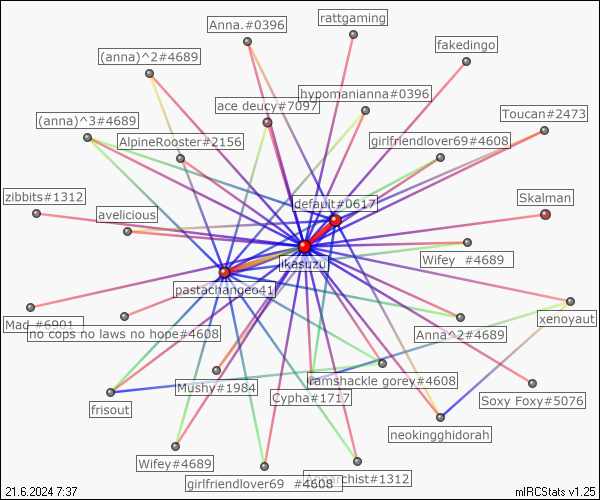 rattgaming
Anna.#0396
fakedingo
(anna)^2#4689
hypomanianna#0396
ace deucy#7097
Toucan#2473
(anna)^3#4689
AlpineRooster#2156
girlfriendlover69#4608
zibbits#1312
Skalman
default#0617
avelicious
Wifey #4689
ikasuzu
pastachangeo41
Mad #6901
xenoyaut
no cops no laws no hope#4608
Anna^2#4689
ramshackle gorey#4608
Mushy#1984
Cypha#1717
Soxy Foxy#5076
frisout
neokingghidorah
Wifey#4689
girlfriendlover69 #4608
#1312
21.6.2024 7:37
mIRCStats v1.25